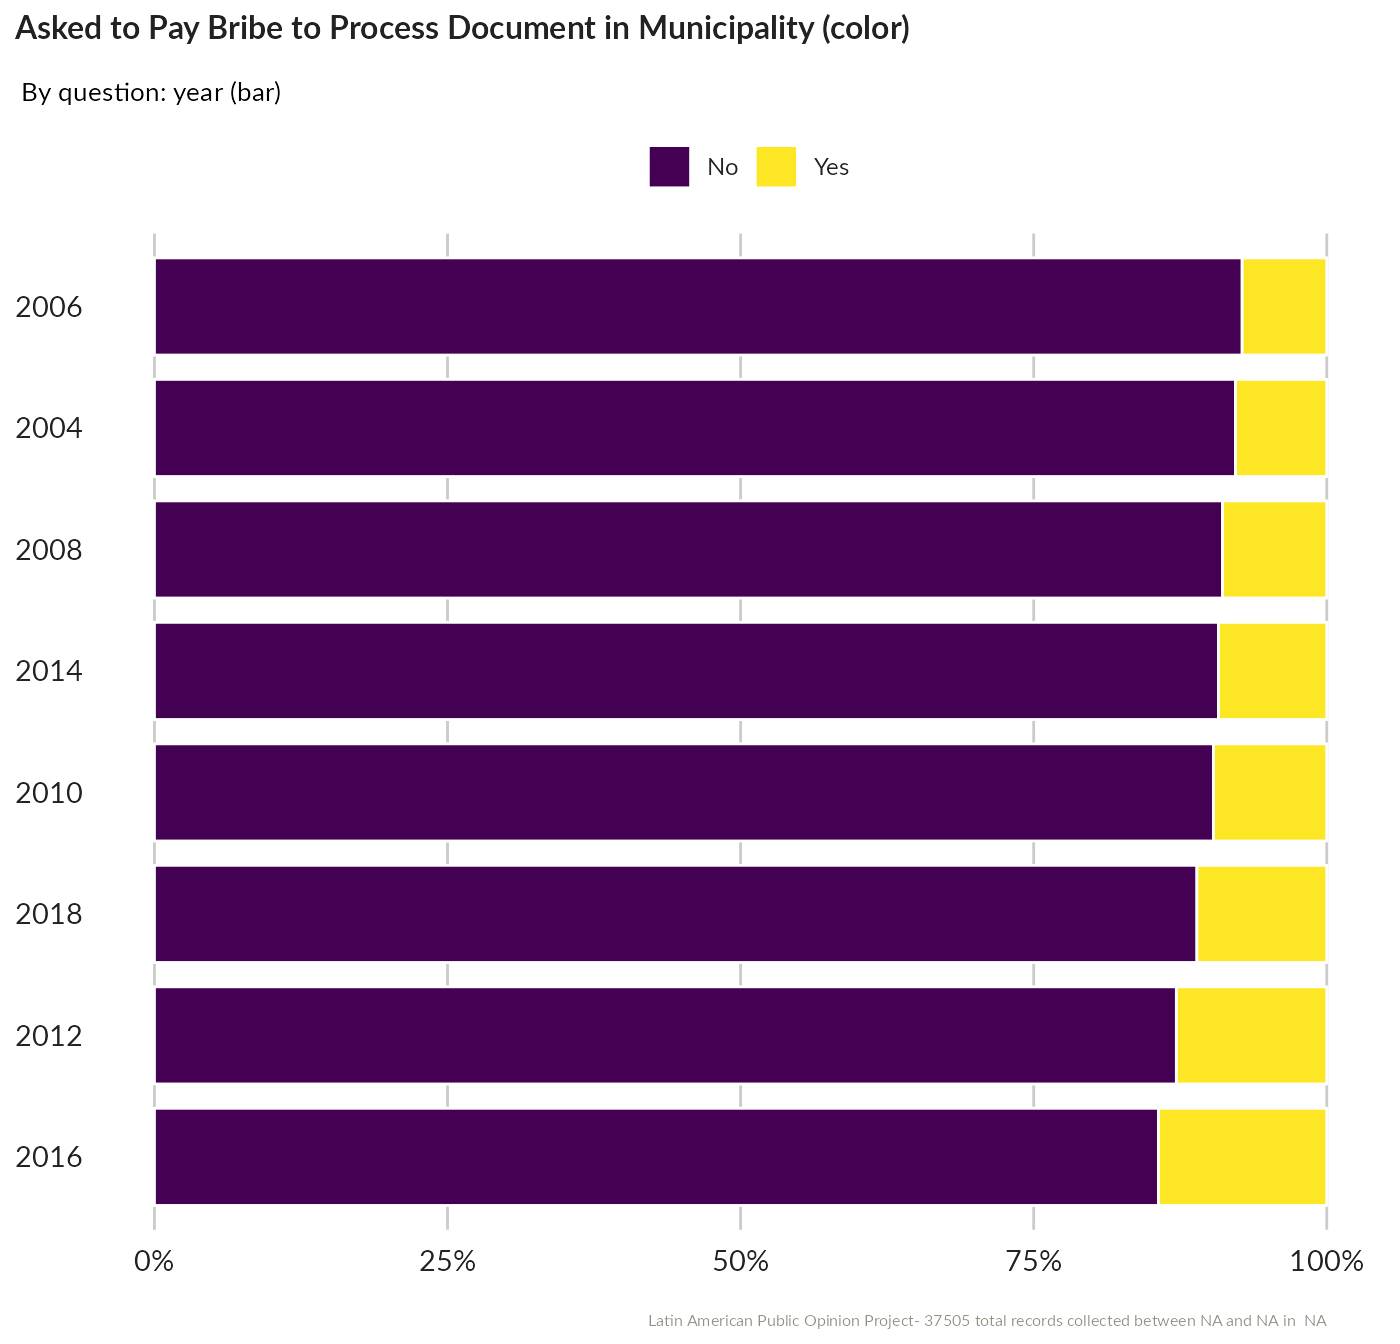 Asked to Pay Bribe to Process Document in Municipality (color)
By question: year (bar)
No Yes
2006
2004
2008
2014
2010
2018
2012
2016
0% 25% 50% 75% 100%
Latin American Public Opinion Project- 37505 total records collected between NA and NA in  NA